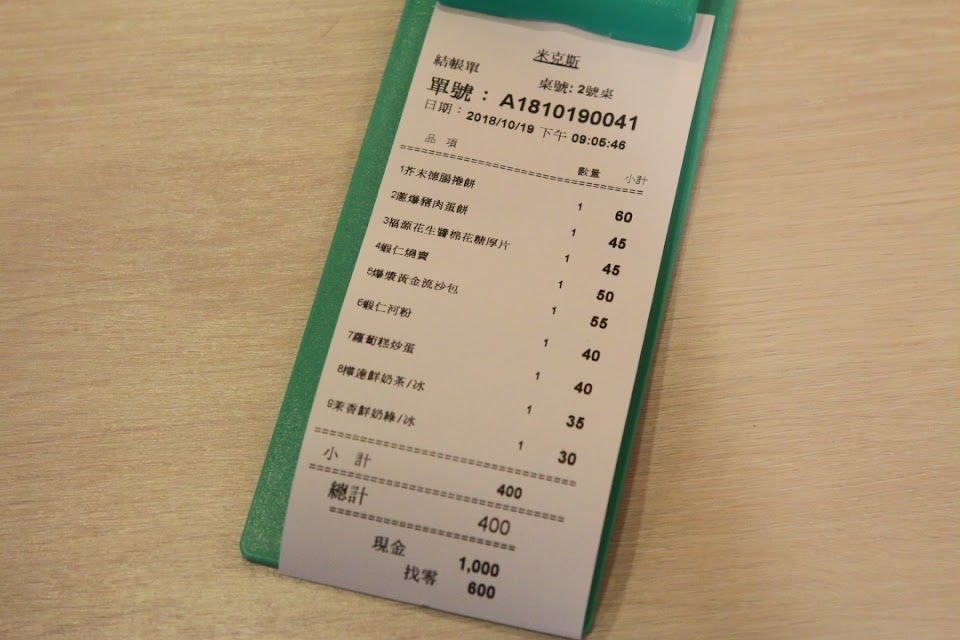 米克斯
結帳單 桌號: 2號桌
單號： A1810190041
日期： 2018/10/19 下午 09:05:46
品 項 數量 小計
1芥末德腸捲餅 1 60
2蔥爆豬肉蛋餅 1 45
3福源花生醬棉花糖厚片 1 45
4蝦仁燒賣 1 50
5爆漿黃金流沙包 1 55
6蝦仁河粉 1 40
7蘿蔔糕炒蛋 1 40
8樺達鮮奶茶/冰 1 35
9茉香鮮奶綠/冰 1 30
小 計 400
總計 400
現金 1,000
找零 600